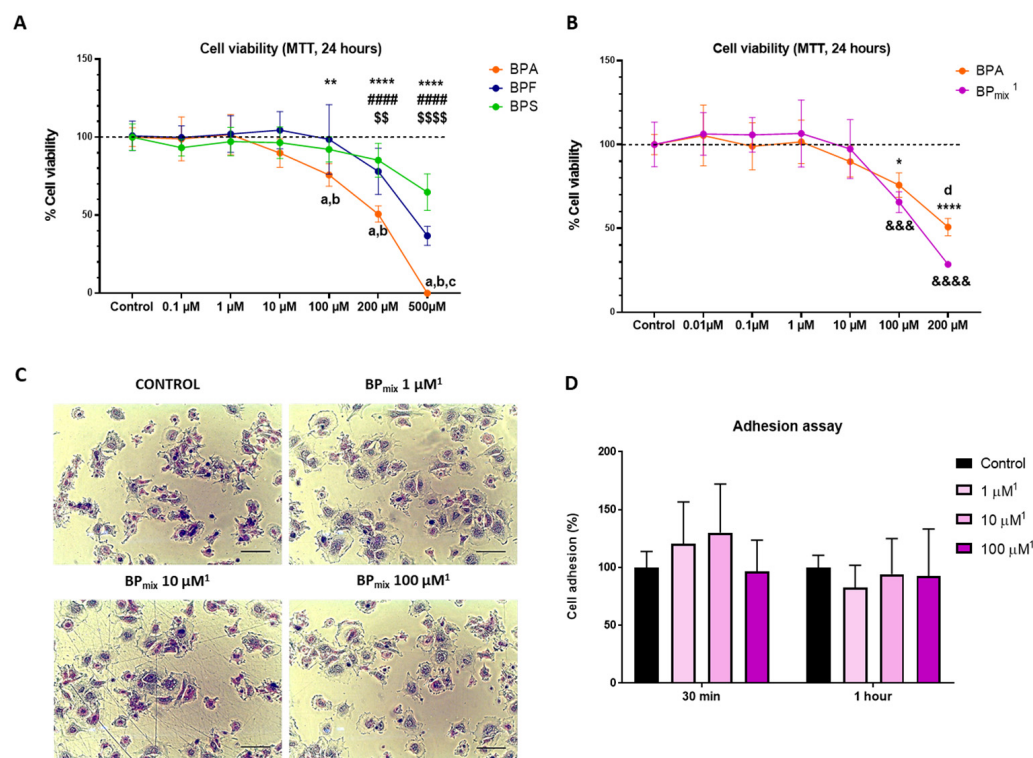 A
Cell viability (MTT, 24 hours)
150
100
50
0
% Cell viability
** **** ****
#### ####
$$ $$$$
a,b
a,b
a,b,c
Control 0.1 µM 1 µM 10 µM 100 µM 200 µM 500µM
BPA
BPF
BPS
B
Cell viability (MTT, 24 hours)
150
100
50
0
% Cell viability
*
d
****
&&&
&&&&
Control 0.01µM 0.1µM 1 µM 10 µM 100 µM 200 µM
BPA
BPmix 1
C
CONTROL
BPmix 1 µM1
BPmix 10 µM1
BPmix 100 µM1
D
Adhesion assay
200
150
100
50
0
Cell adhesion (%)
30 min 1 hour
Control
1 µM1
10 µM1
100 µM1